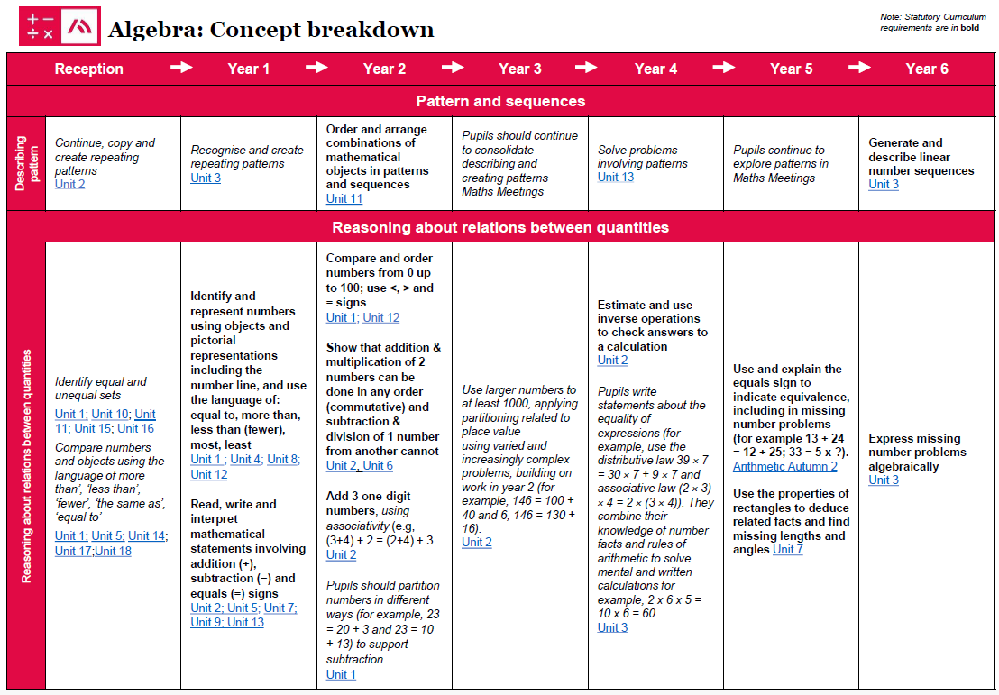 Algebra: Concept breakdown
Note: Statutory Curriculum
requirements are in bold
Reception
Year 1
Year 2
Year 3
Year 4
Year 5
Year 6
Pattern and sequences
Describing
pattern
Continue, copy and
create repeating
patterns
Unit 2
Recognise and create
repeating patterns
Unit 3
Order and arrange
combinations of
mathematical
objects in patterns
and sequences
Unit 11
Pupils should continue
to consolidate
describing and
creating patterns
Maths Meetings
Solve problems
involving patterns
Unit 13
Pupils continue to
explore patterns in
Maths Meetings
Generate and
describe linear
number sequences
Unit 3
Reasoning about relations between quantities
Reasoning about relations between quantities
Identify equal and
unequal sets
Unit 1; Unit 10; Unit
11; Unit 15; Unit 16
Compare numbers
and objects using the
language of more
than’, ‘less than’,
‘fewer’, ‘the same as’,
‘equal to’
Unit 1; Unit 5; Unit 14;
Unit 17;Unit 18
Identify and
represent numbers
using objects and
pictorial
representations
including the
number line, and use
the language of:
equal to, more than,
less than (fewer),
most, least
Unit 1 ; Unit 4; Unit 8;
Unit 12
Read, write and
interpret
mathematical
statements involving
addition (+),
subtraction (−) and
equals (=) signs
Unit 2; Unit 5; Unit 7;
Unit 9; Unit 13
Compare and order
numbers from 0 up
to 100; use <, > and
= signs
Unit 1; Unit 12
Show that addition &
multiplication of 2
numbers can be
done in any order
(commutative) and
subtraction &
division of 1 number
from another cannot
Unit 2, Unit 6
Add 3 one-digit
numbers, using
associativity (e.g,
(3+4) + 2 = (2+4) + 3
Unit 2
Pupils should partition
numbers in different
ways (for example, 23
= 20 + 3 and 23 = 10
+ 13) to support
subtraction.
Unit 1
Use larger numbers to
at least 1000, applying
partitioning related to
place value
using varied and
increasingly complex
problems, building on
work in year 2 (for
example, 146 = 100 +
40 and 6, 146 = 130 +
16).
Unit 2
Estimate and use
inverse operations
to check answers to
a calculation
Unit 2
Pupils write
statements about the
equality of
expressions (for
example, use the
distributive law 39 × 7
= 30 × 7 + 9 × 7 and
associative law (2 × 3)
× 4 = 2 × (3 × 4)). They
combine their
knowledge of number
facts and rules of
arithmetic to solve
mental and written
calculations for
example, 2 x 6 x 5 =
10 x 6 = 60.
Unit 3
Use and explain the
equals sign to
indicate equivalence,
including in missing
number problems
(for example 13 + 24
= 12 + 25; 33 = 5 x ?).
Arithmetic Autumn 2
Use the properties of
rectangles to deduce
related facts and find
missing lengths and
angles Unit 7
Express missing
number problems
algebraically
Unit 3